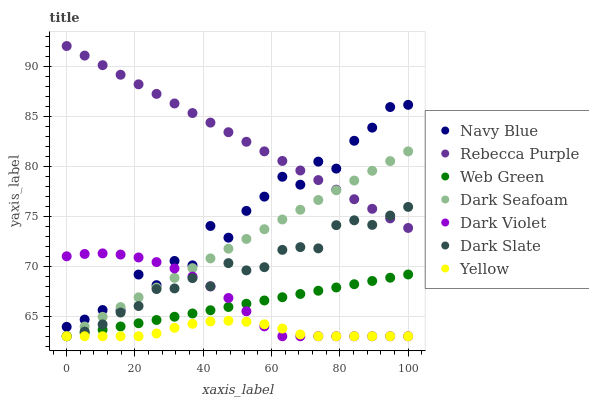 title
yaxis_label
90
85
80
75
70
65
0
20
40
60
80
100
xaxis_label
Navy Blue
Rebecca Purple
Web Green
Dark Seafoam
Dark Violet
Dark Slate
Yellow